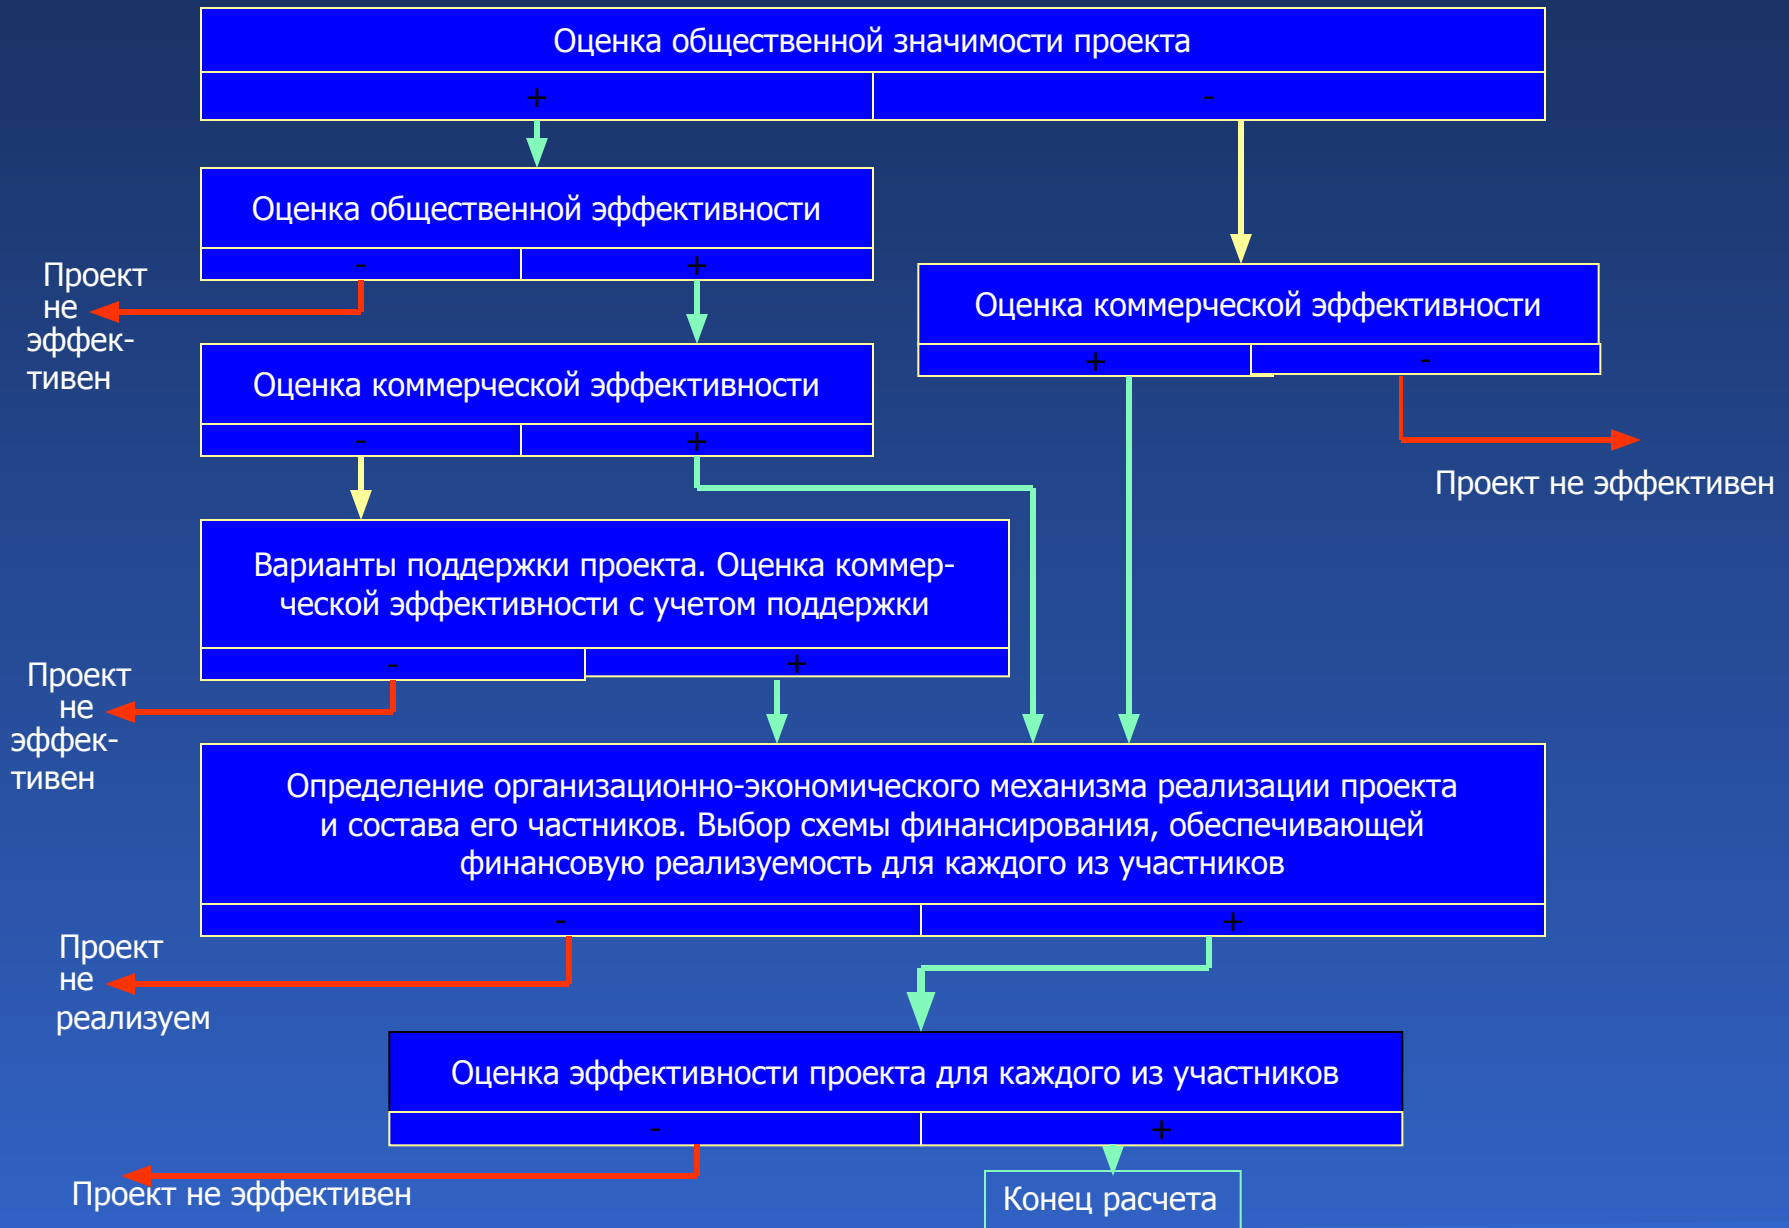 Оценка общественной значимости проекта
+
-
Оценка общественной эффективности
-
+
Проект
не
эффек-
тивен
Оценка коммерческой эффективности
+
-
Оценка коммерческой эффективности
-
+
Проект не эффективен
Варианты поддержки проекта. Оценка коммер-
ческой эффективности с учетом поддержки
-
+
Проект
не
эффек-
тивен
Определение организационно-экономического механизма реализации проекта
и состава его частников. Выбор схемы финансирования, обеспечивающей
финансовую реализуемость для каждого из участников
-
+
Проект
не
реализуем
Оценка эффективности проекта для каждого из участников
-
+
Проект не эффективен
Конец расчета